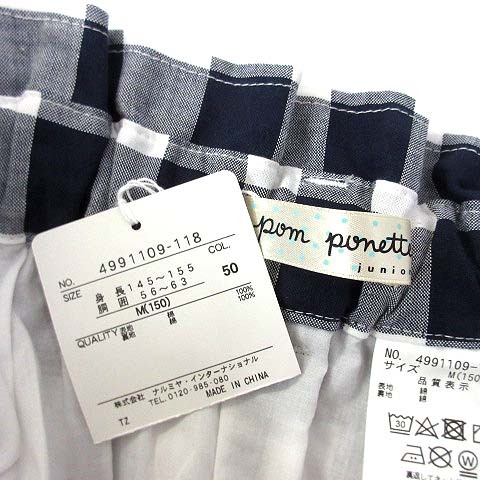 pom ponett
junior
NO. 4991109-118
SIZE 身長 145~155 COL.
胴囲 56~63 50
M(150)
QUALITY 表地 綿 100%
裏地 綿 100%
株式会社 ナルミヤ・インターナショナル
TEL.0120-985-080
MADE IN CHINA
TZ
NO. 4991109-
サイズ M(150
品質表示
表地 綿
裏地 綿
30